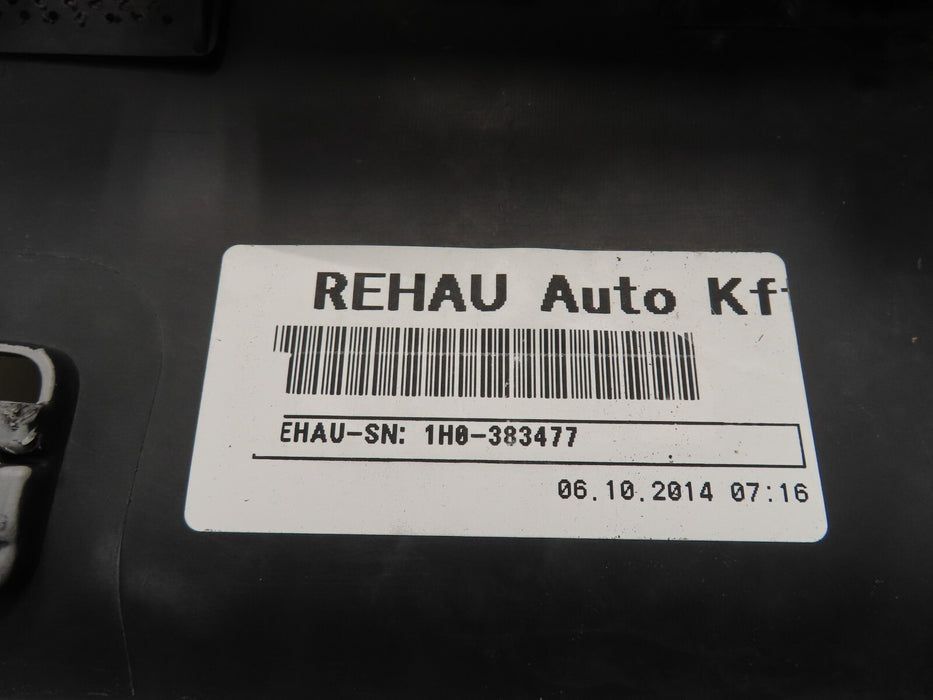 REHAU Auto Kf
EHAU-SN: 1H0-383477
06.10.2014 07:16